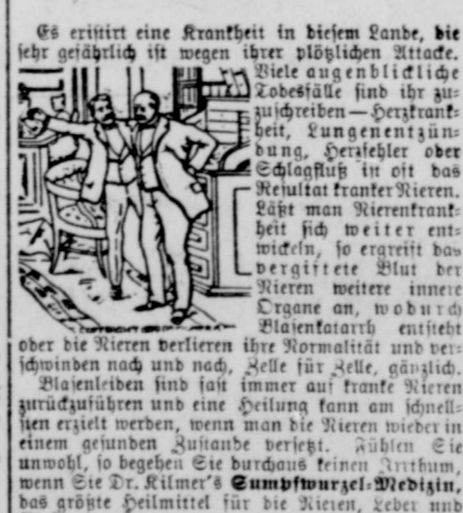 Es existirt eine Krankheit in diesem Lande, die
sehr gefährlich ist wegen ihrer plötzlichen Attacke.
Viele augenblickliche
Todesfälle sind ihr zu-
zuschreiben—Herzkrank-
heit, Lungenentzün-
dung, Herzfehler oder
Schlagfluß ist oft das
Resultat kranker Nieren.
Läßt man Nierenkrank-
heit sich weiter ent-
wickeln, so ergreift das
vergiftete Blut der
Nieren weitere innere
Organe an, wodurch
Blasenkatarrh entsteht
oder die Nieren verlieren ihre Normalität und ver-
schwinden nach und nach, Zelle für Zelle, gänzlich.
Blasenleiden sind fast immer auf kranke Nieren
zurückzuführen und eine Heilung kann am schnell-
sten erzielt werden, wenn man die Nieren wieder in
einem gesunden Zustande versetzt. Fühlen Sie
unwohl, so begehen Sie durchaus keinen Irrthum,
wenn Sie Dr. Kilmer's Sumpfwurzel-Medizin,
das größte Heilmittel für die Nieren, Leber und